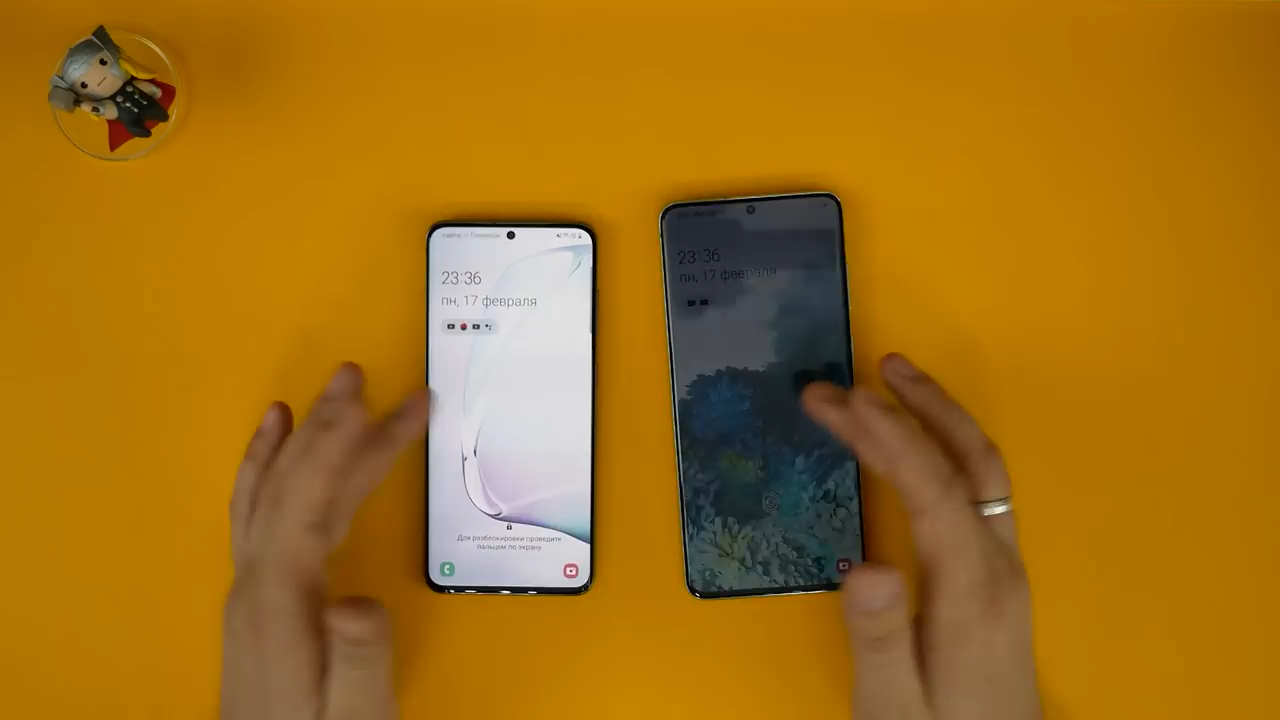 23:36
пн, 17 февраля
Для разблокировки проведите
пальцем по экрану
23:36
пн, 17 февраля